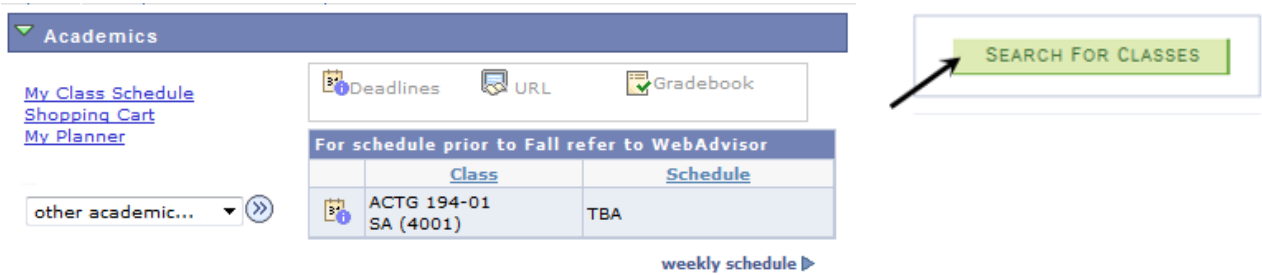 Academics
My Class Schedule
Shopping Cart
My Planner
other academic...
Deadlines URL Gradebook
For schedule prior to Fall refer to WebAdvisor
Class Schedule
ACTG 194-01
SA (4001)
TBA
weekly schedule
SEARCH FOR CLASSES